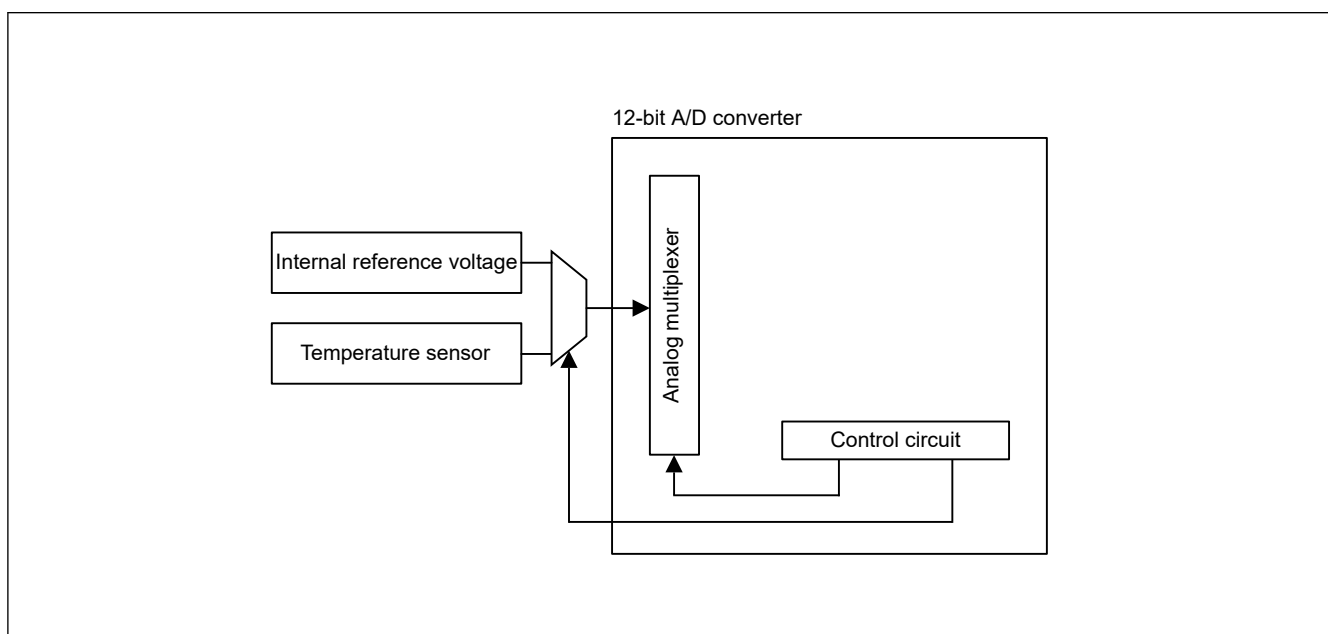 12-bit A/D converter
Internal reference voltage
Temperature sensor
Analog multiplexer
Control circuit